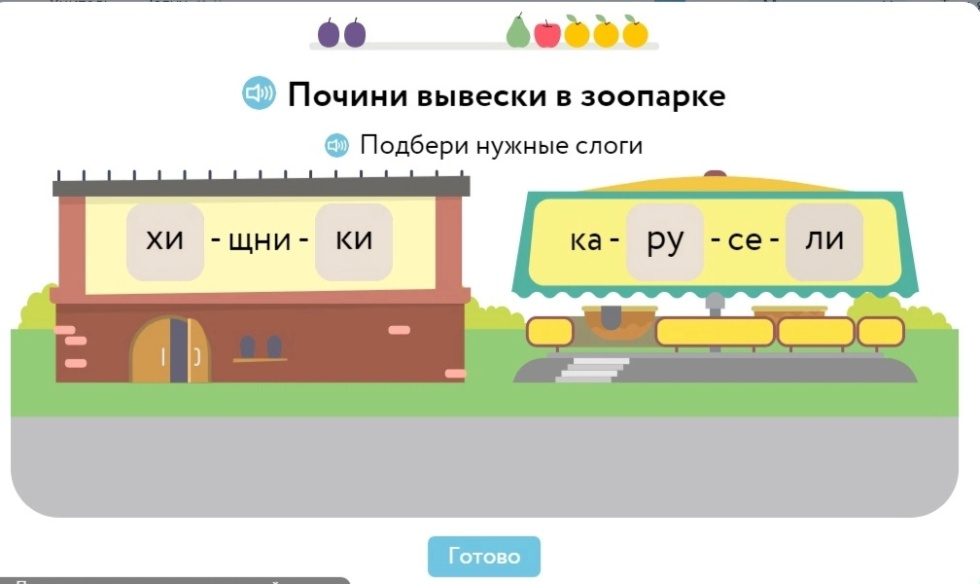 Почини вывески в зоопарке
Подбери нужные слоги
хи - щни - ки
ка - ру - се - ли
Готово